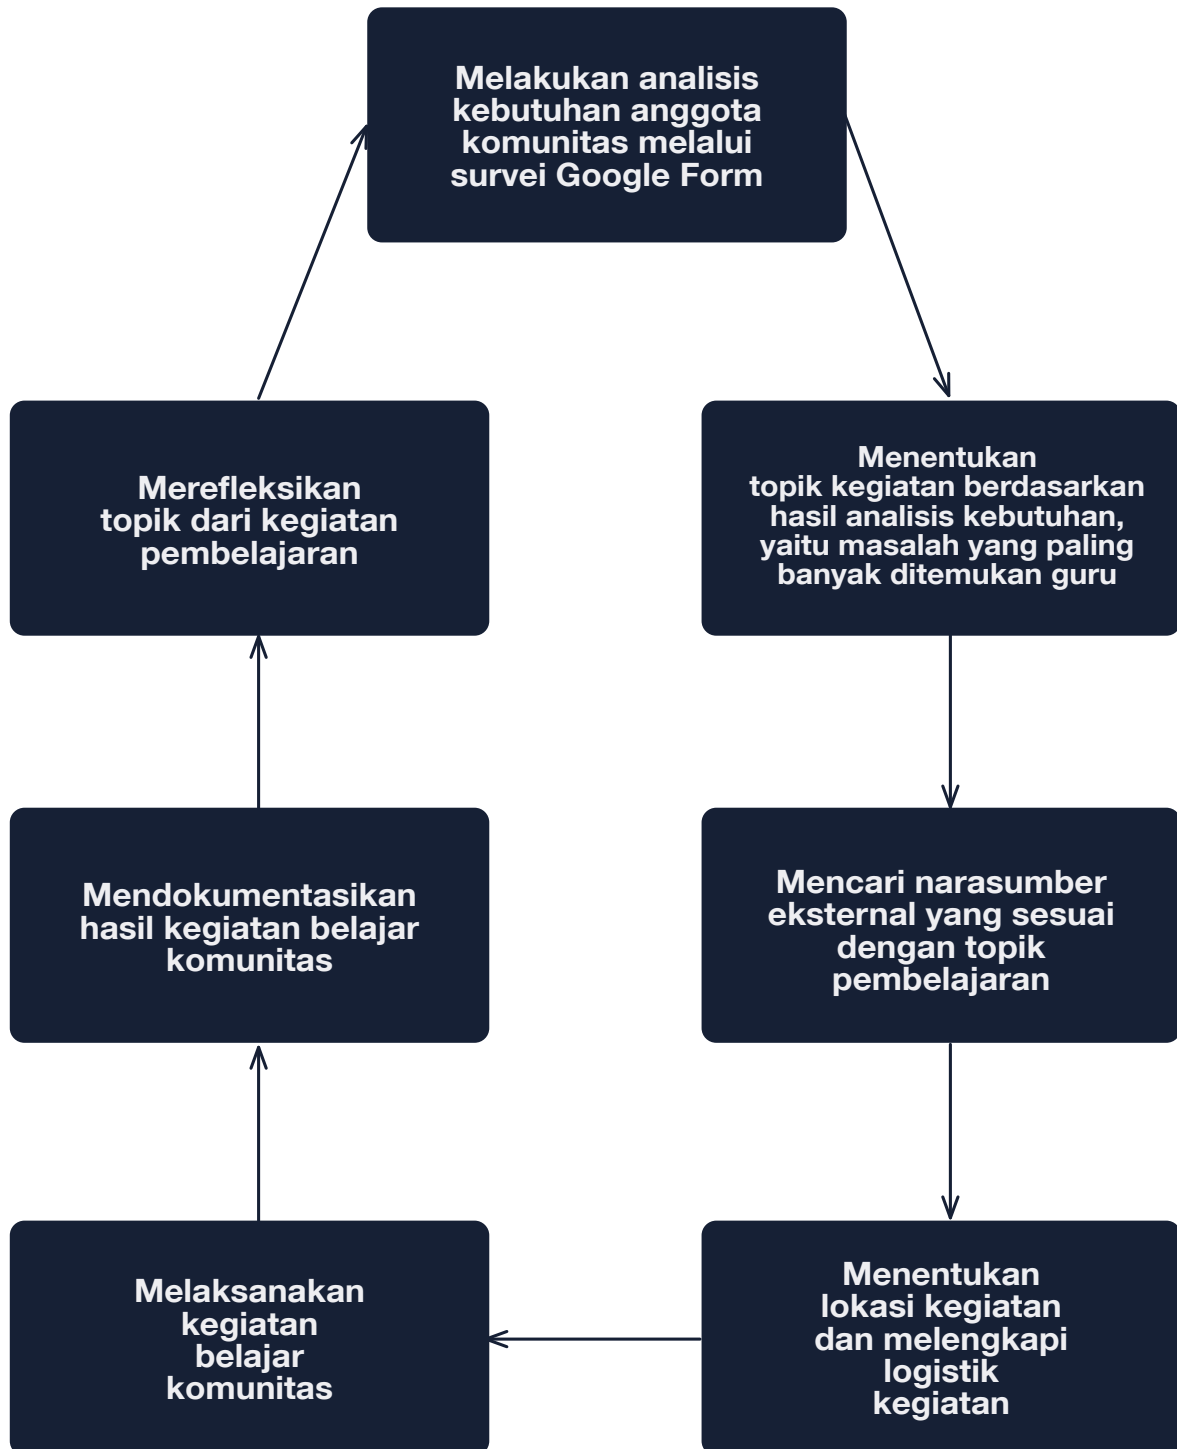 Melakukan analisis
kebutuhan anggota
komunitas melalui
survei Google Form
Menentukan
topik kegiatan berdasarkan
hasil analisis kebutuhan,
yaitu masalah yang paling
banyak ditemukan guru
Mencari narasumber
eksternal yang sesuai
dengan topik
pembelajaran
Menentukan
lokasi kegiatan
dan melengkapi
logistik
kegiatan
Melaksanakan
kegiatan
belajar
komunitas
Mendokumentasikan
hasil kegiatan belajar
komunitas
Merefleksikan
topik dari kegiatan
pembelajaran